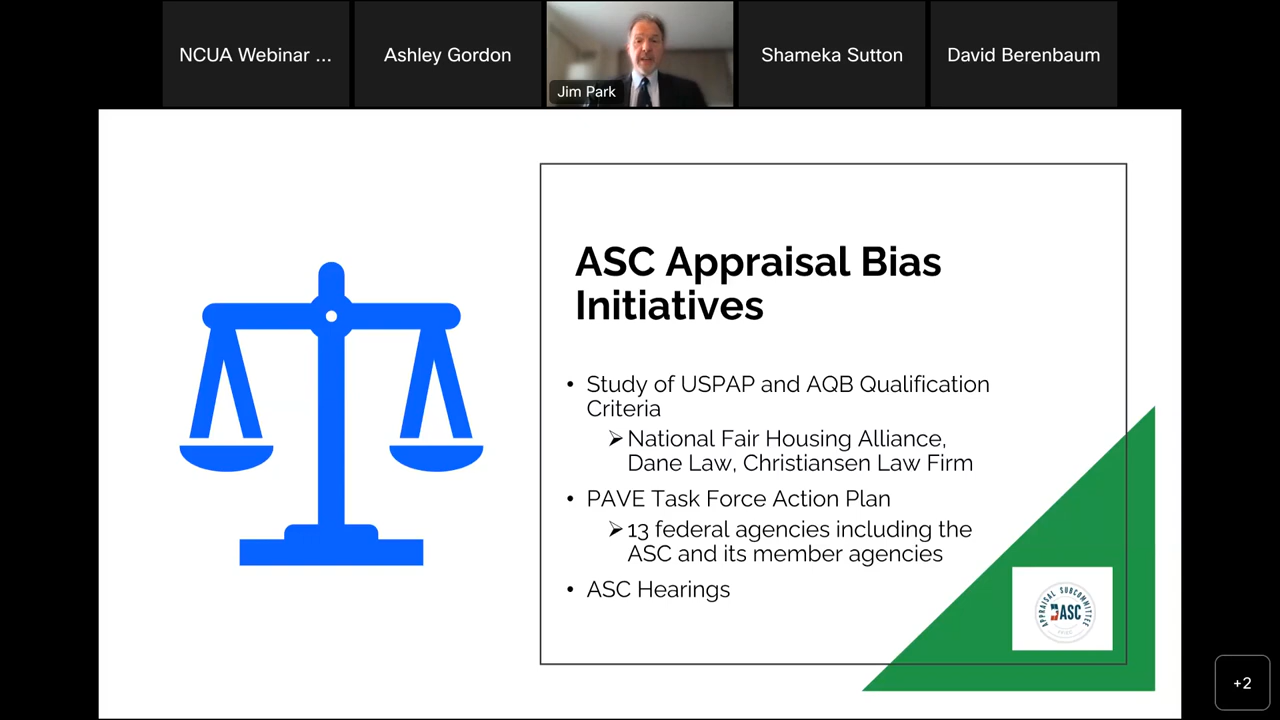 NCUA Webinar ...
Ashley Gordon
Jim Park
Shameka Sutton
David Berenbaum
ASC Appraisal Bias
Initiatives
• Study of USPAP and AQB Qualification
Criteria
➢ National Fair Housing Alliance,
Dane Law, Christiansen Law Firm
• PAVE Task Force Action Plan
➢ 13 federal agencies including the
ASC and its member agencies
• ASC Hearings
APPRAISAL SUBCOMMITTEE
ASC
+2